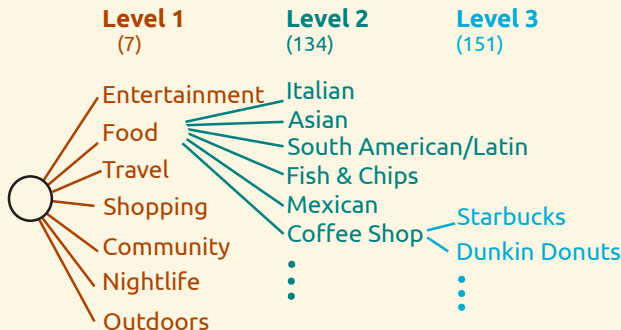 Level 1
(7)
Entertainment
Food
Travel
Shopping
Community
Nightlife
Outdoors
Level 2
(134)
Italian
Asian
South American/Latin
Fish & Chips
Mexican
Coffee Shop
Level 3
(151)
Starbucks
Dunkin Donuts